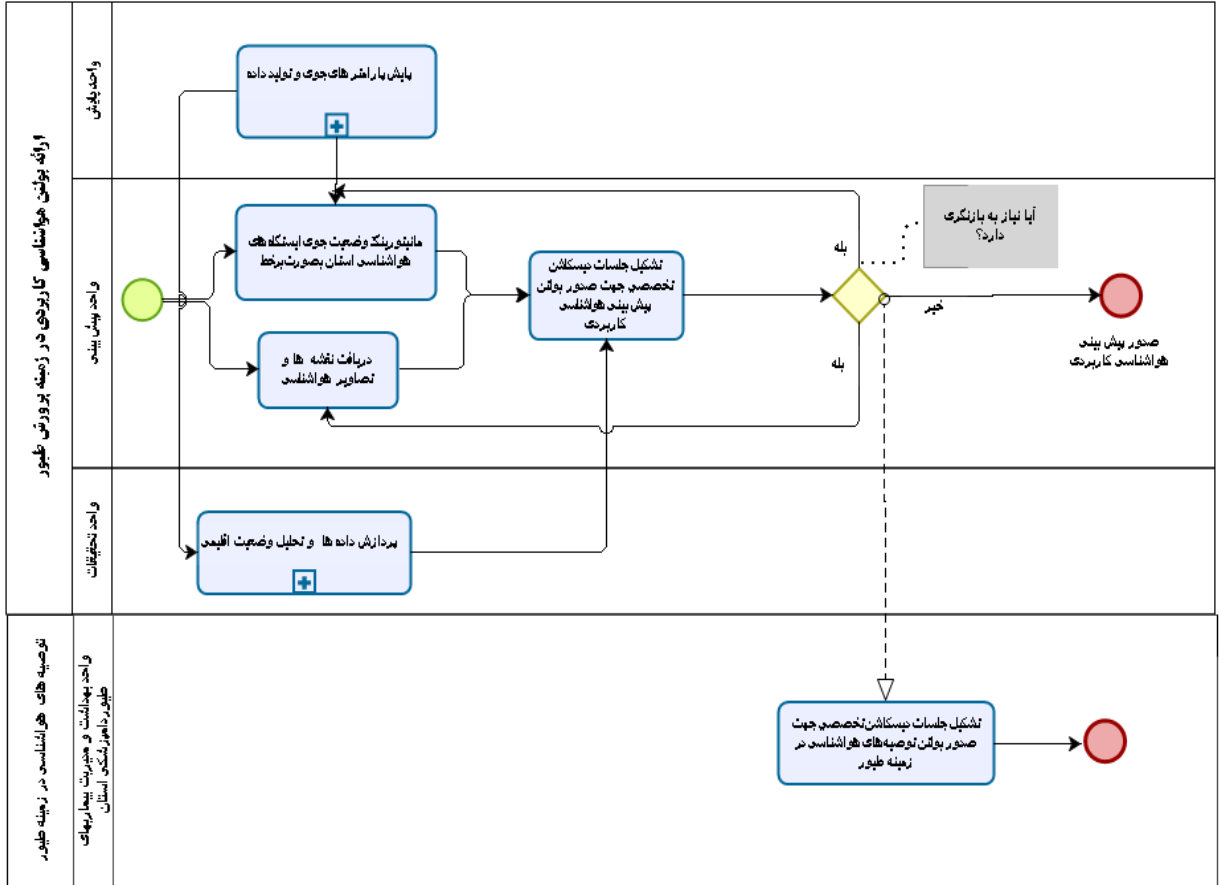 ارائه بولتن هواشناسی کاربردی در زمینه پرورش طیور
واحد پایش
پایش پارامترهای جوی و تولید داده
واحد پیش بینی
مانیتورینگ وضعیت جوی ایستگاه های
هواشناسی استان بصورت برخط
دریافت نقشه ها و
تصاویر هواشناسی
تشکیل جلسات دیسکاشن
تخصصی جهت صدور بولتن
پیش بینی هواشناسی
کاربردی
بله
بله
آیا نیاز به بازنگری
دارد؟
خیر
صدور پیش بینی
هواشناسی کاربردی
واحد تحقیقات
پردازش داده ها و تحلیل وضعیت اقلیمی
توصیه های هواشناسی در زمینه طیور
واحد بهداشت و مدیریت بیماریهای
طیور دامپزشکی استان
تشکیل جلسات دیسکاشن تخصصی جهت
صدور بولتن توصیه‌های هواشناسی در
زمینه طیور